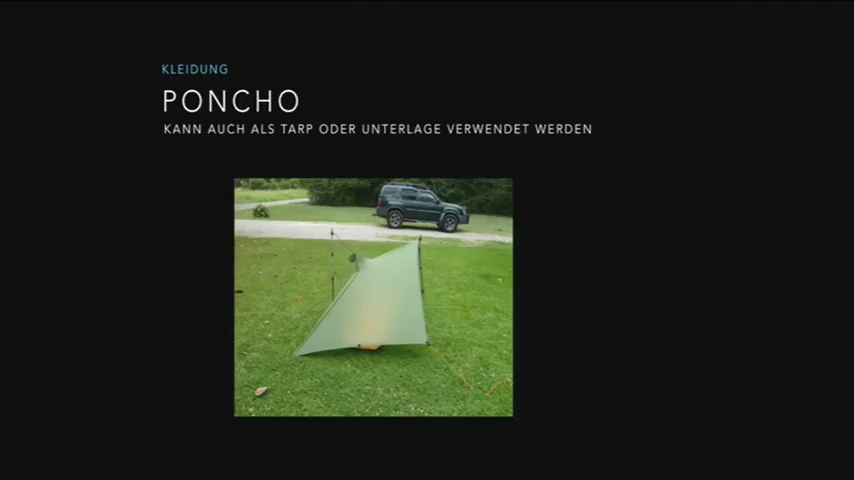 KLEIDUNG
PONCHO
KANN AUCH ALS TARP ODER UNTERLAGE VERWENDET WERDEN